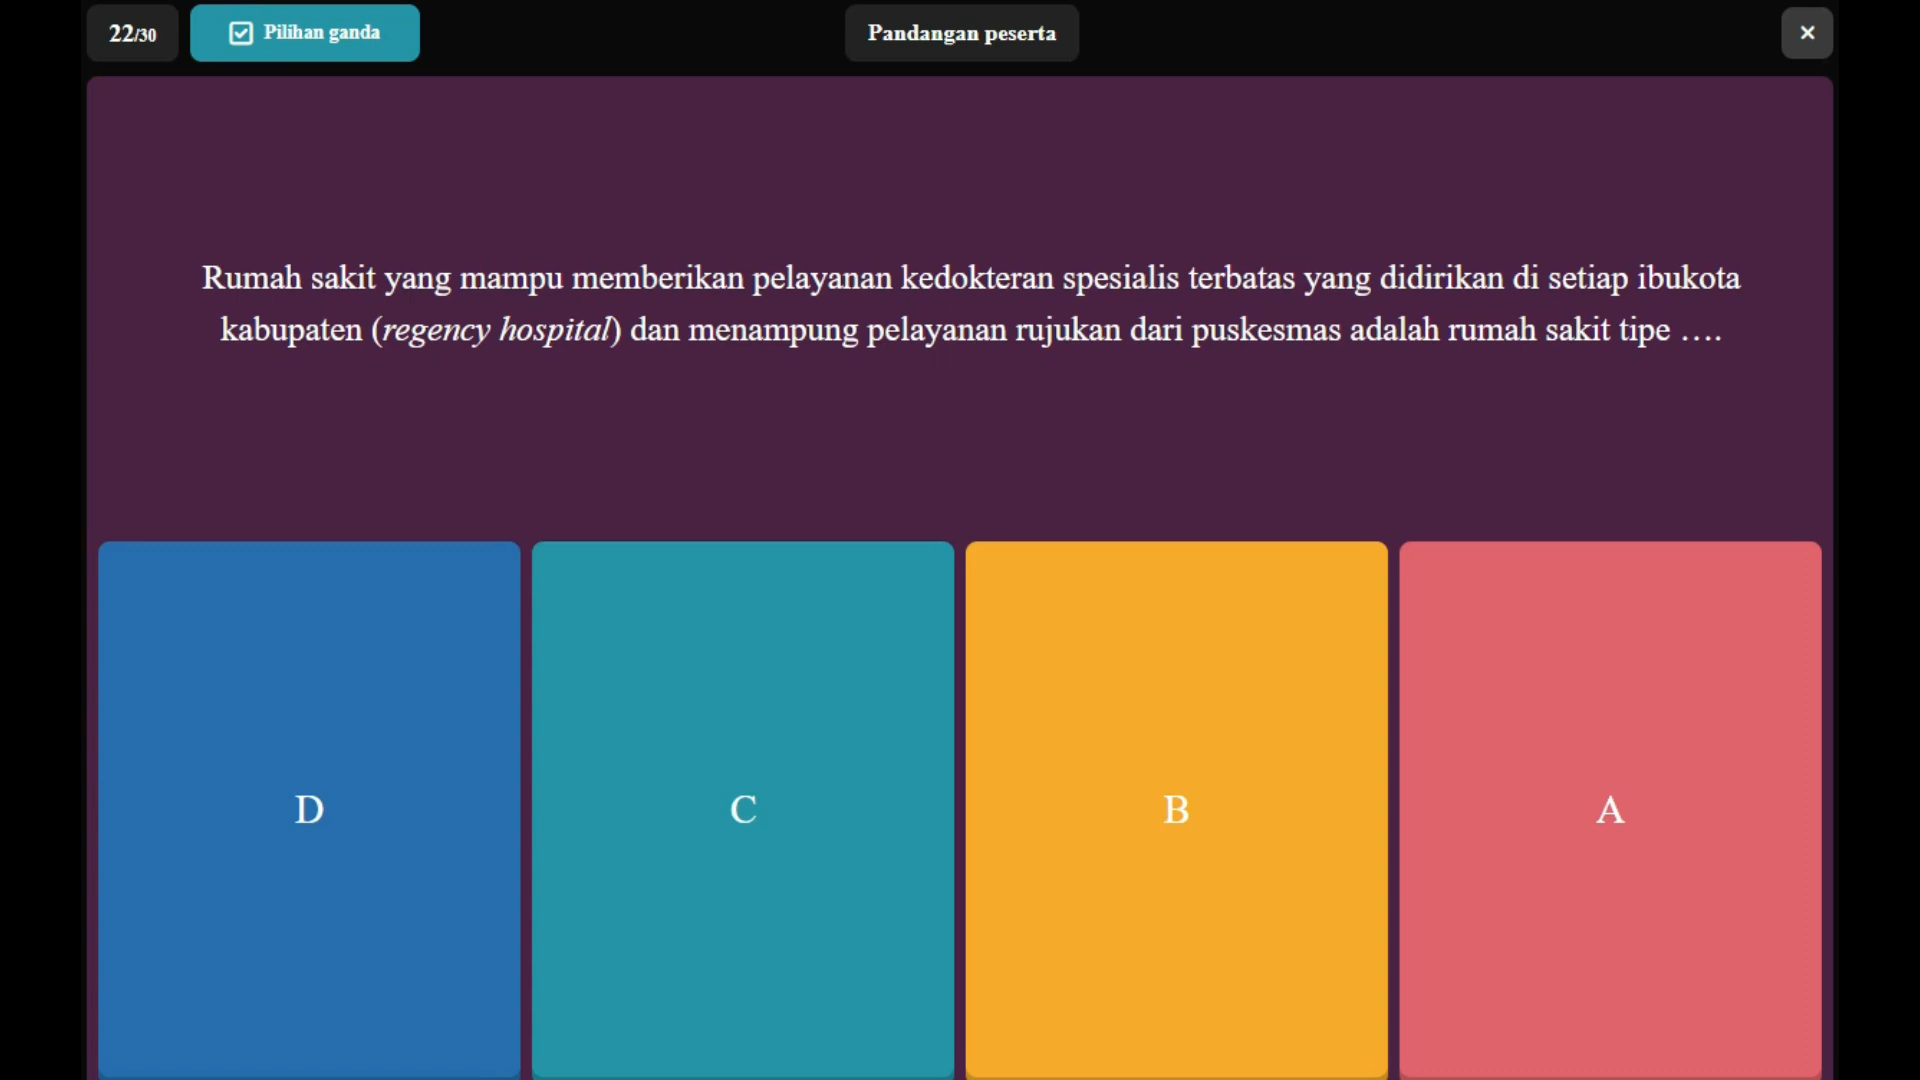 22/30
Pilihan ganda
Pandangan peserta
×
Rumah sakit yang mampu memberikan pelayanan kedokteran spesialis terbatas yang didirikan di setiap ibukota
kabupaten (regency hospital) dan menampung pelayanan rujukan dari puskesmas adalah rumah sakit tipe ….
D
C
B
A